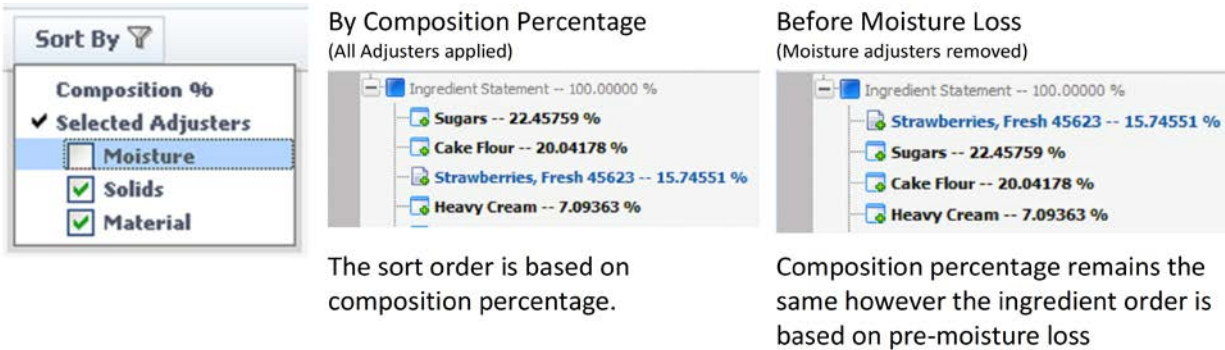 Sort By
Composition %
Selected Adjusters
Moisture
Solids
Material
By Composition Percentage
(All Adjusters applied)
Ingredient Statement -- 100.00000 %
Sugars -- 22.45759 %
Cake Flour -- 20.04178 %
Strawberries, Fresh 45623 -- 15.74551 %
Heavy Cream -- 7.09363 %
The sort order is based on
composition percentage.
Before Moisture Loss
(Moisture adjusters removed)
Ingredient Statement -- 100.00000 %
Strawberries, Fresh 45623 -- 15.74551 %
Sugars -- 22.45759 %
Cake Flour -- 20.04178 %
Heavy Cream -- 7.09363 %
Composition percentage remains the
same however the ingredient order is
based on pre-moisture loss